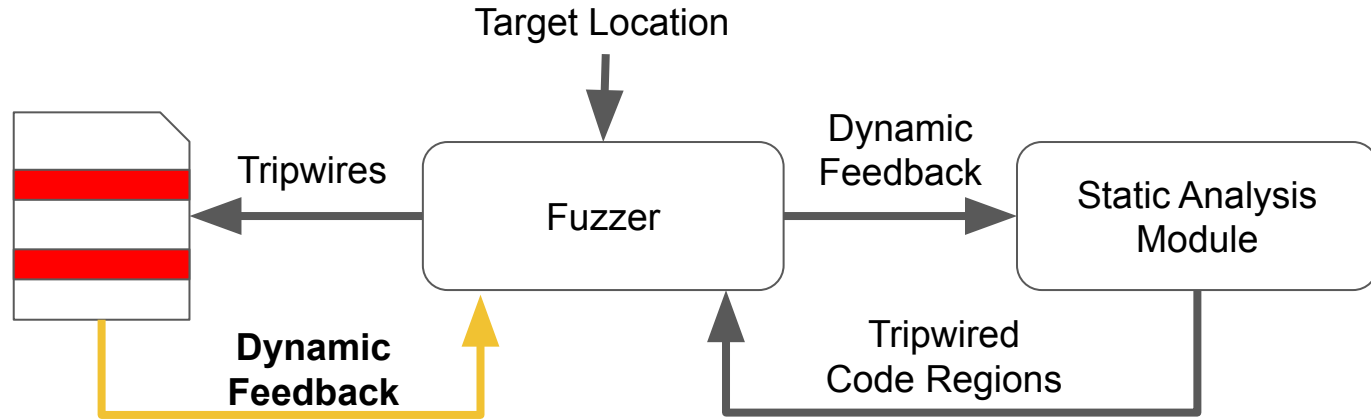 Target Location
Tripwires
Fuzzer
Dynamic
Feedback
Static Analysis
Module
Dynamic
Feedback
Tripwired
Code Regions